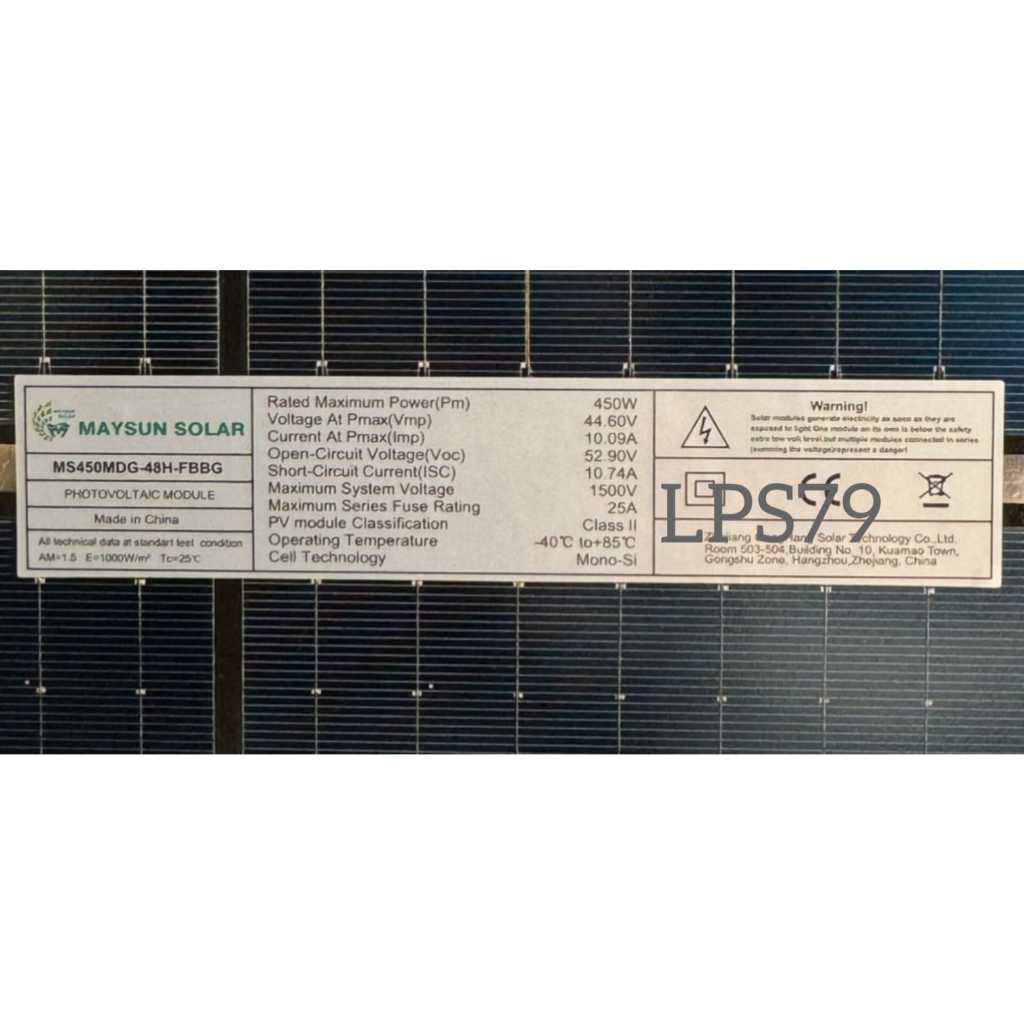 MAYSUN SOLAR
MS450MDG-48H-FBBG
PHOTOVOLTAIC MODULE
Made in China
All technical data at standart test condition
AM=1.5 E=1000W/m² Tc=25℃
Rated Maximum Power(Pm) 450W
Voltage At Pmax(Vmp) 44.60V
Current At Pmax(Imp) 10.09A
Open-Circuit Voltage(Voc) 52.90V
Short-Circuit Current(ISC) 10.74A
Maximum System Voltage 1500V
Maximum Series Fuse Rating 25A
PV module Classification Class II
Operating Temperature -40℃ to+85℃
Cell Technology Mono-Si
Warning!
Solar modules generate electricity as soon as they are
exposed to light One module on its own is below the safety
extra low volt level,but multiple modules connected in series
(summing the voltage)represent a danger!
CE
LPS79
Solar Technology Co.,Ltd.
Room 503-504,Building No. 10, Kuamao Town,
Gongshu Zone, Hangzhou,Zhejiang, China